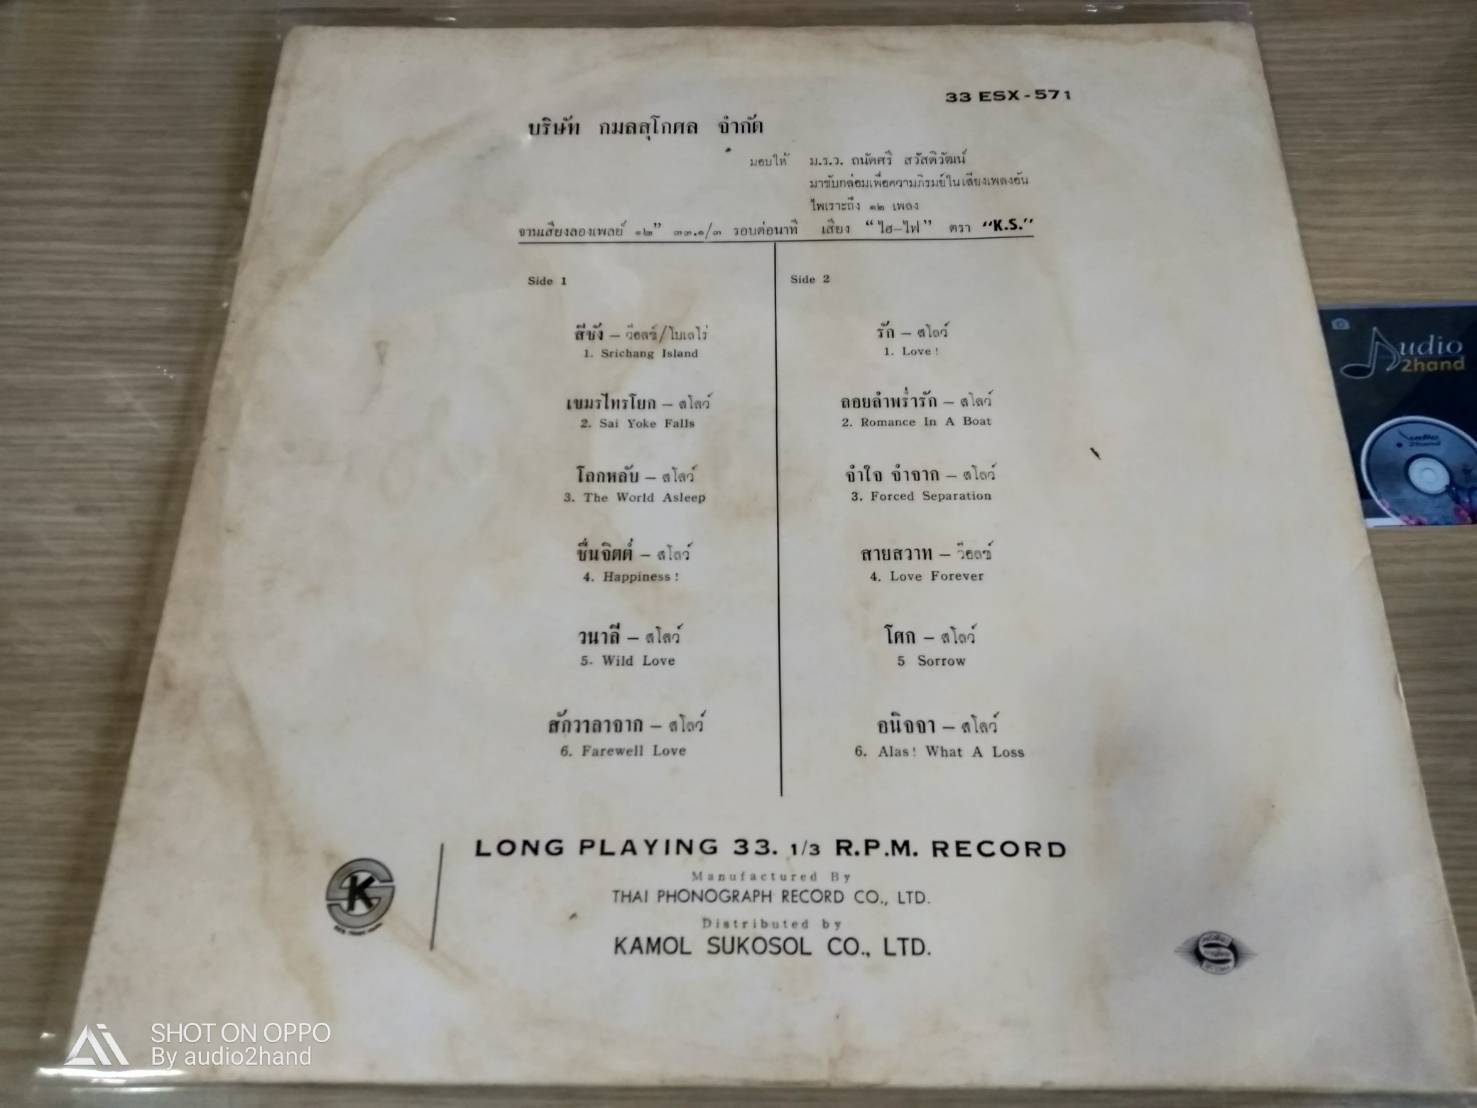 33 ESX-571
บริษัท กมลสุโกศล จำกัด
มอบให้ ม.ร.ว. ถนัดศรี สวัสดิวัฒน์
มาขับกล่อมเพื่อความภิรมย์ในเสียงเพลงอัน
ไพเราะถึง ๑๒ เพลง
จานเสียงลองเพลย์ ๑๒" ๓๓.๑/๓ รอบต่อนาที เสียง "ไฮ-ไฟ" ตรา "K.S."
Side 1
สีชัง – ว๊อลซ์/โบเลโร่
1. Srichang Island
เขมรไทรโยก – สโลว์
2. Sai Yoke Falls
โลกหลับ – สโลว์
3. The World Asleep
ชื่นจิตต์ – สโลว์
4. Happiness!
วนาลี – สโลว์
5. Wild Love
สักวาลาจาก – สโลว์
6. Farewell Love
Side 2
รัก – สโลว์
1. Love!
ลอยลำพร่ำรัก – สโลว์
2. Romance In A Boat
จำใจ จำจาก – สโลว์
3. Forced Separation
สายสวาท – ว๊อลซ์
4. Love Forever
โศก – สโลว์
5 Sorrow
อนิจจา – สโลว์
6. Alas! What A Loss
LONG PLAYING 33. 1/3 R.P.M. RECORD
Manufactured By
THAI PHONOGRAPH RECORD CO., LTD.
Distributed by
KAMOL SUKOSOL CO., LTD.
KS
Audio
2hand
SHOT ON OPPO
By audio2hand